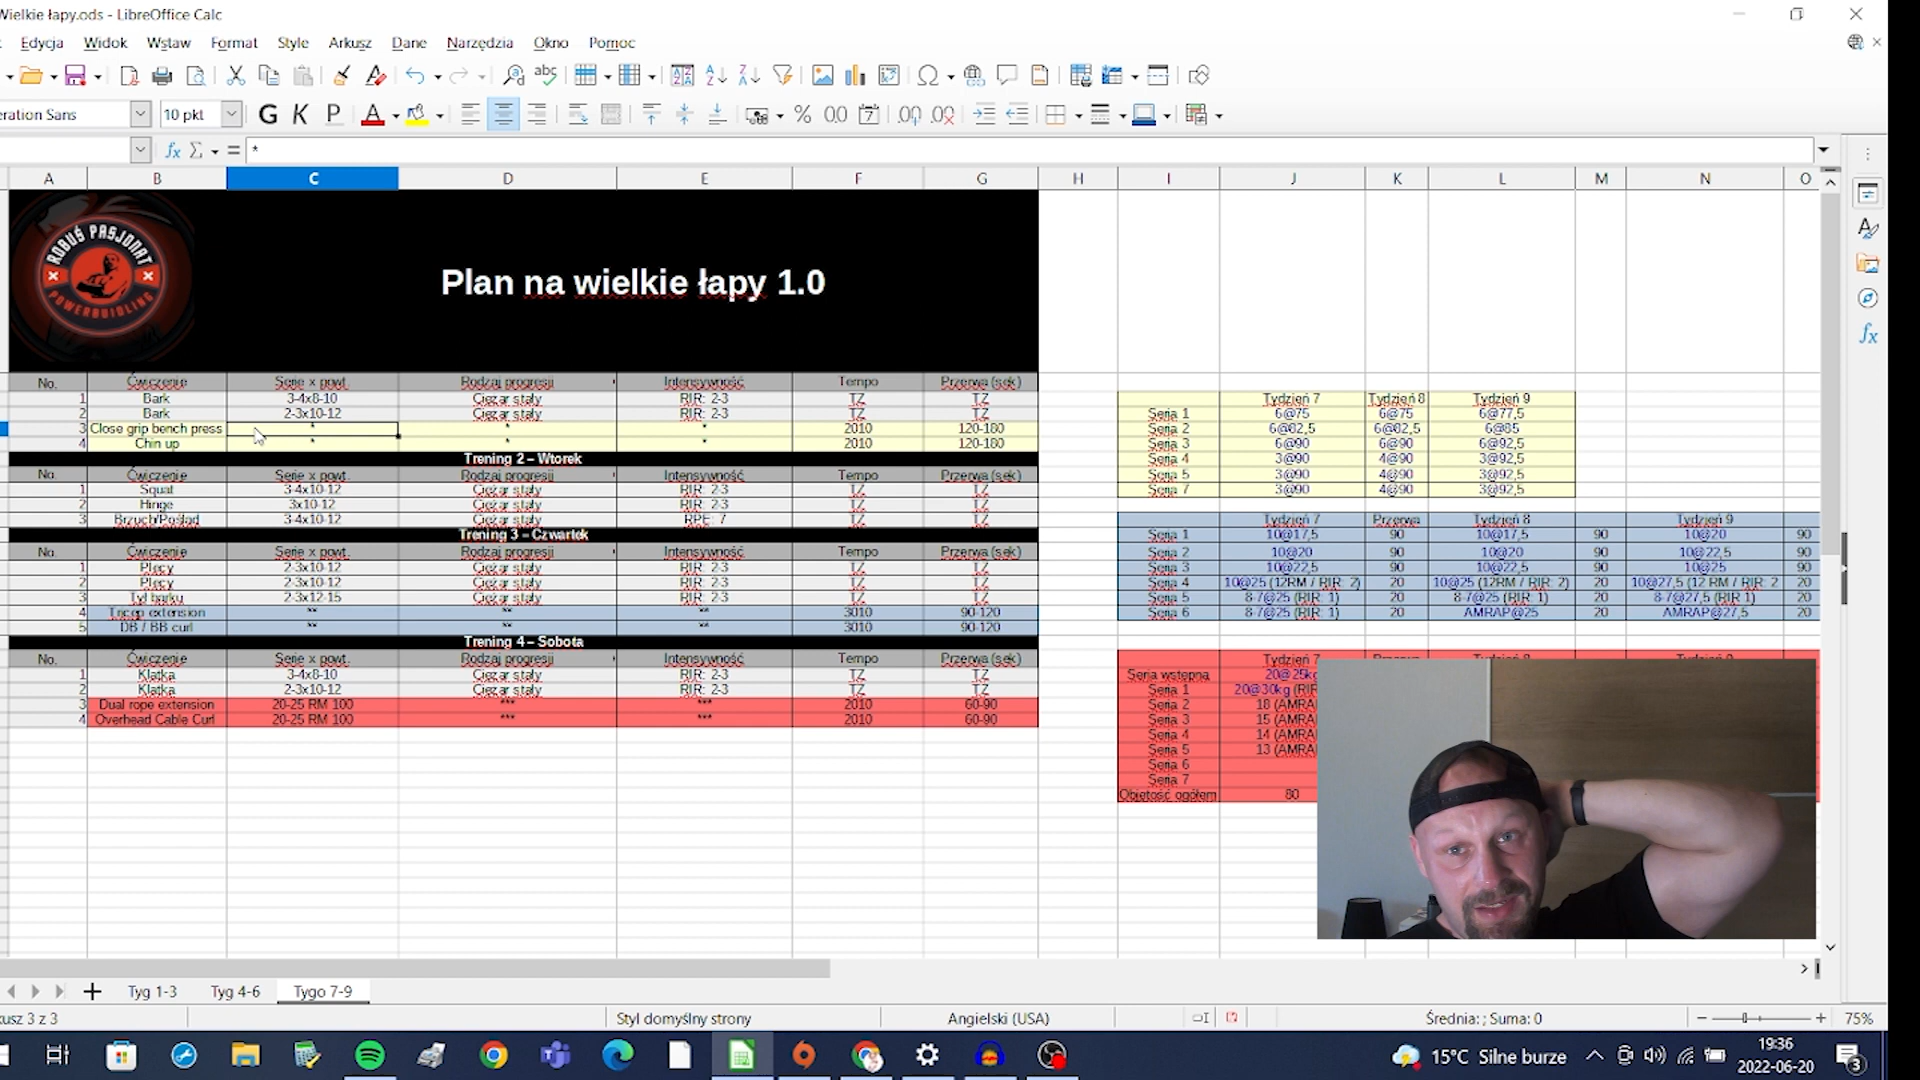 Wielkie łapy.ods - LibreOffice Calc
Edycja Widok Wstaw Format Style Arkusz Dane Narzędzia Okno Pomoc
eration Sans 10 pkt G K P
fx Σ = *
A B C D E F G H I J K L M N O
ROBUŚ PASJONAT
POWERBUIDLING
Plan na wielkie łapy 1.0
No. Ćwiczenie Serie x powt. Rodzaj progresji Intensywność Tempo Przerwa (sek)
1 Bark 3-4x8-10 Ciężar stały RIR: 2-3 TZ TZ
2 Bark 2-3x10-12 Ciężar stały RIR: 2-3 TZ TZ
3 Close grip bench press * * * 2010 120-180
4 Chin up * * * 2010 120-180
Trening 2 – Wtorek
No. Ćwiczenie Serie x powt. Rodzaj progresji Intensywność Tempo Przerwa (sek)
1 Squat 3-4x10-12 Ciężar stały RIR: 2-3 TZ TZ
2 Hinge 3x10-12 Ciężar stały RIR: 2-3 TZ TZ
3 Brzuch/Poślad 3-4x10-12 Ciężar stały RPE: 7 TZ TZ
Trening 3 – Czwartek
No. Ćwiczenie Serie x powt. Rodzaj progresji Intensywność Tempo Przerwa (sek)
1 Plecy 2-3x10-12 Ciężar stały RIR: 2-3 TZ TZ
2 Plecy 2-3x10-12 Ciężar stały RIR: 2-3 TZ TZ
3 Tył barku 2-3x12-15 Ciężar stały RIR: 2-3 TZ TZ
4 Tricep extension ** ** ** 3010 90-120
5 DB / BB curl ** ** ** 3010 90-120
Trening 4 – Sobota
No. Ćwiczenie Serie x powt. Rodzaj progresji Intensywność Tempo Przerwa (sek)
1 Klatka 3-4x8-10 Ciężar stały RIR: 2-3 TZ TZ
2 Klatka 2-3x10-12 Ciężar stały RIR: 2-3 TZ TZ
3 Dual rope extension 20-25 RM 100 *** *** 2010 60-90
4 Overhead Cable Curl 20-25 RM 100 *** *** 2010 60-90
Tydzień 7 Tydzień 8 Tydzień 9
Seria 1 6@75 6@75 6@77,5
Seria 2 6@82,5 6@82,5 6@85
Seria 3 6@90 6@90 6@92,5
Seria 4 3@90 4@90 3@92,5
Seria 5 3@90 4@90 3@92,5
Seria 7 3@90 4@90 3@92,5
Tydzień 7 Przerwa Tydzień 8 Tydzień 9
Seria 1 10@17,5 90 10@17,5 90 10@20 90
Seria 2 10@20 90 10@20 90 10@22,5 90
Seria 3 10@22,5 90 10@22,5 90 10@25 90
Seria 4 10@25 (12RM / RIR: 2) 20 10@25 (12RM / RIR: 2) 20 10@27,5 (12 RM / RIR: 2 20
Seria 5 8-7@25 (RIR: 1) 20 8-7@25 (RIR: 1) 20 8-7@27,5 (RIR 1) 20
Seria 6 8-7@25 (RIR: 1) 20 AMRAP@25 20 AMRAP@27,5 20
Tydzień 7
Seria wstępna 20@25kg
Seria 1 20@30kg (RIR
Seria 2 18 (AMRA
Seria 3 15 (AMRA
Seria 4 14 (AMRA
Seria 5 13 (AMRA
Seria 6
Seria 7
Objętość ogółem 80
Tyg 1-3 Tyg 4-6 Tygo 7-9
kusz 3 z 3 Styl domyślny strony Angielski (USA) Średnia: ; Suma: 0 75%
15°C Silne burze 19:36
2022-06-20
3